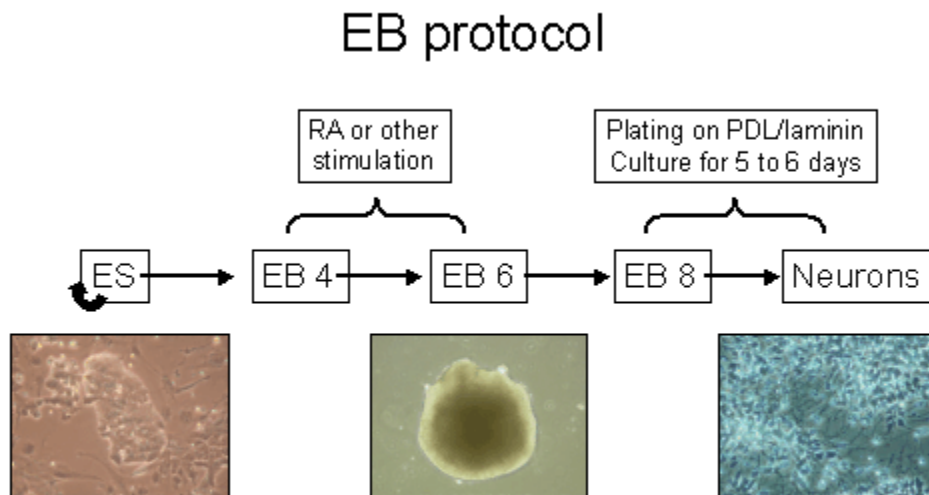 EB protocol
RA or other
stimulation
Plating on PDL/laminin
Culture for 5 to 6 days
ES
EB 4
EB 6
EB 8
Neurons